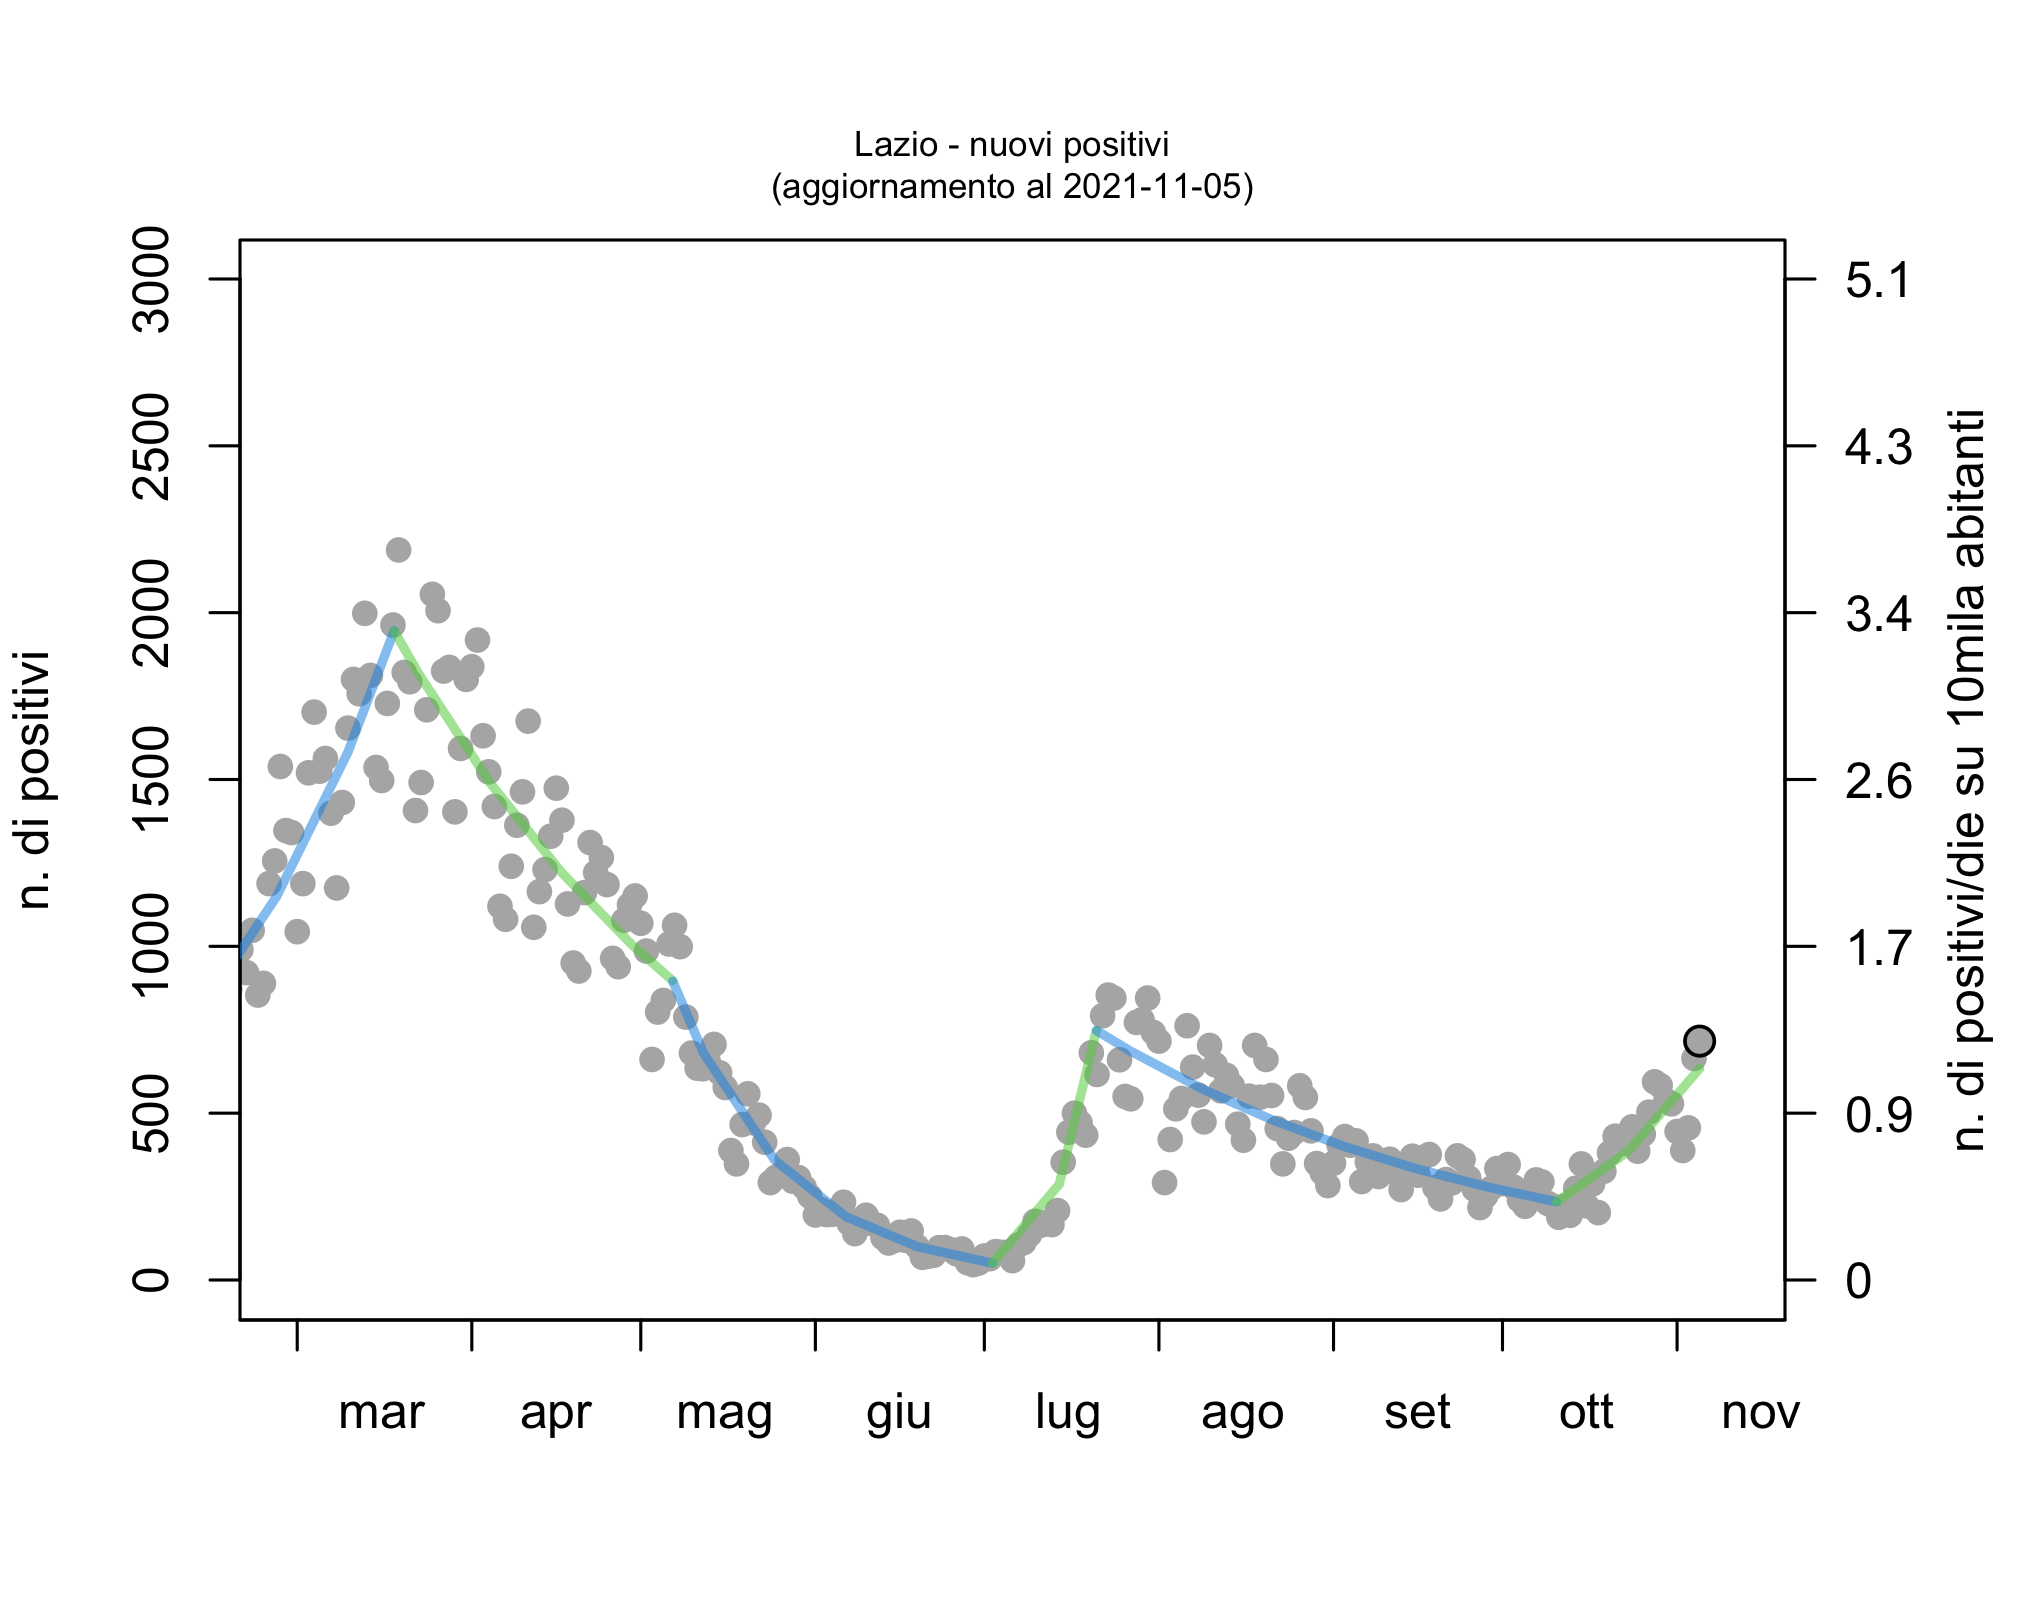 Lazio - nuovi positivi
(aggiornamento al 2021-11-05)
n. di positivi
3000
2500
2000
1500
1000
500
0
5.1
4.3
3.4
2.6
1.7
0.9
0
n. di positivi/die su 10mila abitanti
mar apr mag giu lug ago set ott nov